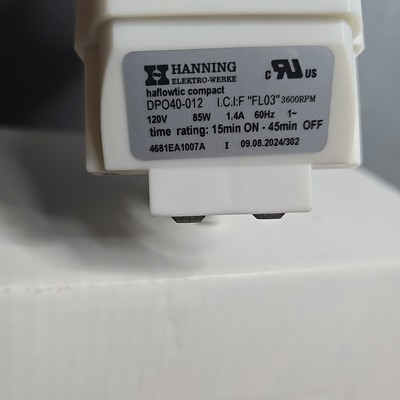 HANNING
ELEKTRO-WERKE
haflowtic compact
DPO40-012 I.C.I:F "FL03" 3600RPM
120V 85W 1.4A 60Hz 1~
time rating: 15min ON - 45min OFF
4681EA1007A I 09.08.2024/302
C RU US